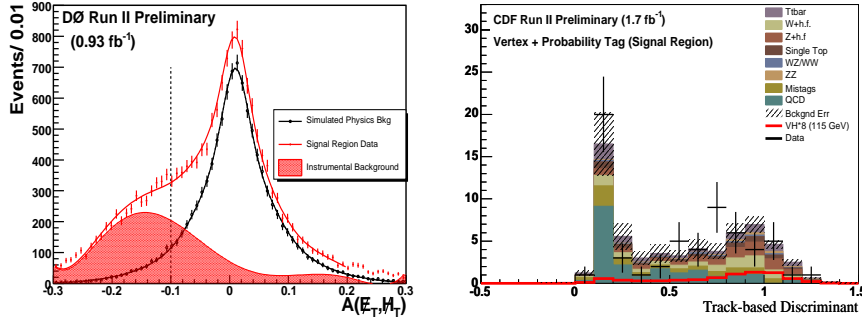 DØ Run II Preliminary
(0.93 fb⁻¹)
Events/ 0.01
900
800
700
600
500
400
300
200
100
0
Simulated Physics Bkg
Signal Region Data
Instrumental Background
-0.3 -0.2 -0.1 0 0.1 0.2 0.3
A(E̸_T,H̸_T)
CDF Run II Preliminary (1.7 fb⁻¹)
Vertex + Probability Tag (Signal Region)
30
25
20
15
10
5
0
Ttbar
W+h.f.
Z+h.f
Single Top
WZ/WW
ZZ
Mistags
QCD
Bckgnd Err
VH*8 (115 GeV)
Data
-0.5 0 0.5 1 1.5
Track-based Discriminant